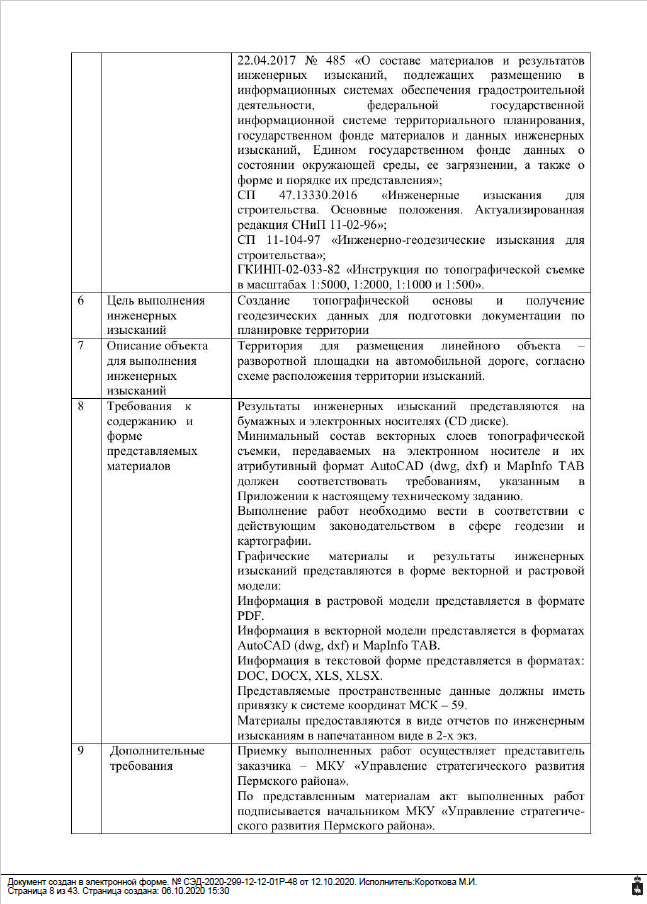 22.04.2017 № 485 «О составе материалов и результатов
инженерных изысканий, подлежащих размещению в
информационных системах обеспечения градостроительной
деятельности, федеральной государственной
информационной системе территориального планирования,
государственном фонде материалов и данных инженерных
изысканий, Едином государственном фонде данных о
состоянии окружающей среды, ее загрязнении, а также о
форме и порядке их представления»;
СП 47.13330.2016 «Инженерные изыскания для
строительства. Основные положения. Актуализированная
редакция СНиП 11-02-96»;
СП 11-104-97 «Инженерно-геодезические изыскания для
строительства»;
ГКИНП-02-033-82 «Инструкция по топографической съемке
в масштабах 1:5000, 1:2000, 1:1000 и 1:500».
6
Цель выполнения
инженерных
изысканий
Создание топографической основы и получение
геодезических данных для подготовки документации по
планировке территории
7
Описание объекта
для выполнения
инженерных
изысканий
Территория для размещения линейного объекта –
разворотной площадки на автомобильной дороге, согласно
схеме расположения территории изысканий.
8
Требования к
содержанию и
форме
представляемых
материалов
Результаты инженерных изысканий представляются на
бумажных и электронных носителях (CD диске).
Минимальный состав векторных слоев топографической
съемки, передаваемых на электронном носителе и их
атрибутивный формат AutoCAD (dwg, dxf) и MapInfo TAB
должен соответствовать требованиям, указанным в
Приложении к настоящему техническому заданию.
Выполнение работ необходимо вести в соответствии с
действующим законодательством в сфере геодезии и
картографии.
Графические материалы и результаты инженерных
изысканий представляются в форме векторной и растровой
модели:
Информация в растровой модели представляется в формате
PDF.
Информация в векторной модели представляется в форматах
AutoCAD (dwg, dxf) и MapInfo TAB.
Информация в текстовой форме представляется в форматах:
DOC, DOCX, XLS, XLSX.
Представляемые пространственные данные должны иметь
привязку к системе координат МСК – 59.
Материалы предоставляются в виде отчетов по инженерным
изысканиям в напечатанном виде в 2-х экз.
9
Дополнительные
требования
Приемку выполненных работ осуществляет представитель
заказчика – МКУ «Управление стратегического развития
Пермского района».
По представленным материалам акт выполненных работ
подписывается начальником МКУ «Управление стратегиче-
ского развития Пермского района».
Документ создан в электронной форме. № СЭД-2020-299-12-12-01Р-48 от 12.10.2020. Исполнитель:Короткова М.И.
Страница 8 из 43. Страница создана: 06.10.2020 15:30